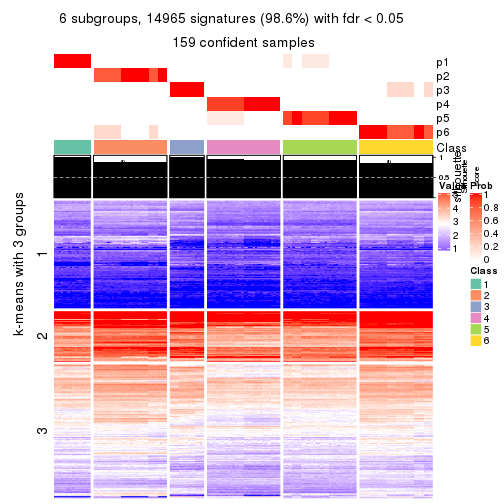 6 subgroups, 14965 signatures (98.6%) with fdr < 0.05
159 confident samples
p1
p2
p3
p4
p5
p6
Class
1
0.5
silhouette
score
Value
4
3
2
1
Prob
1
0.8
0.6
0.4
0.2
0
Class
1
2
3
4
5
6
k-means with 3 groups
1
2
3